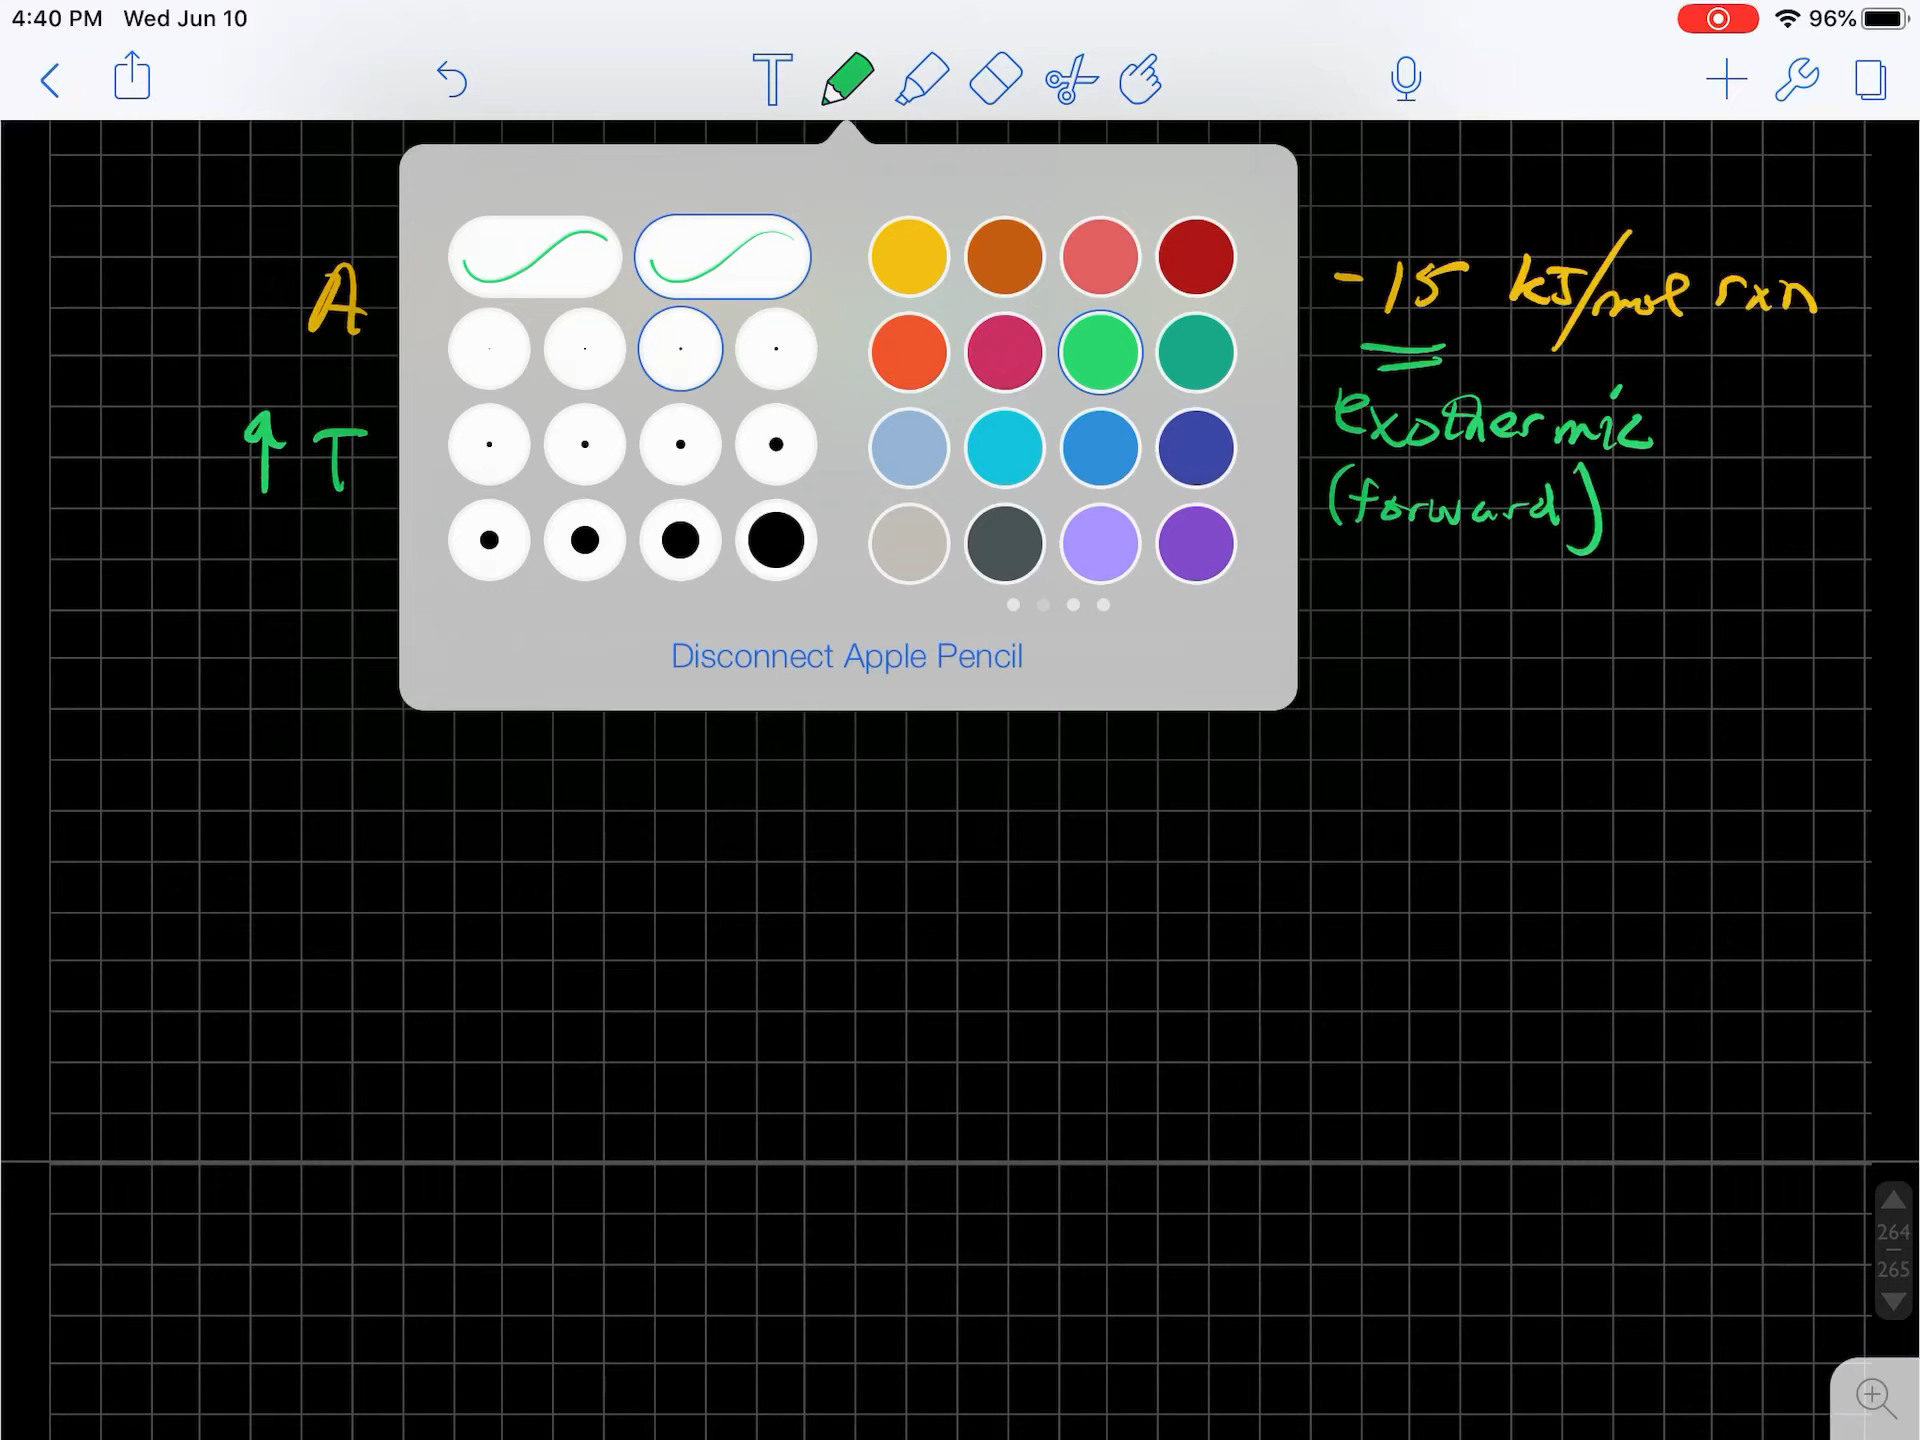 4:40 PM Wed Jun 10
96%
T
A
-15 kJ/mol rxn
↑ T
exothermic
(forward)
Disconnect Apple Pencil
264
265